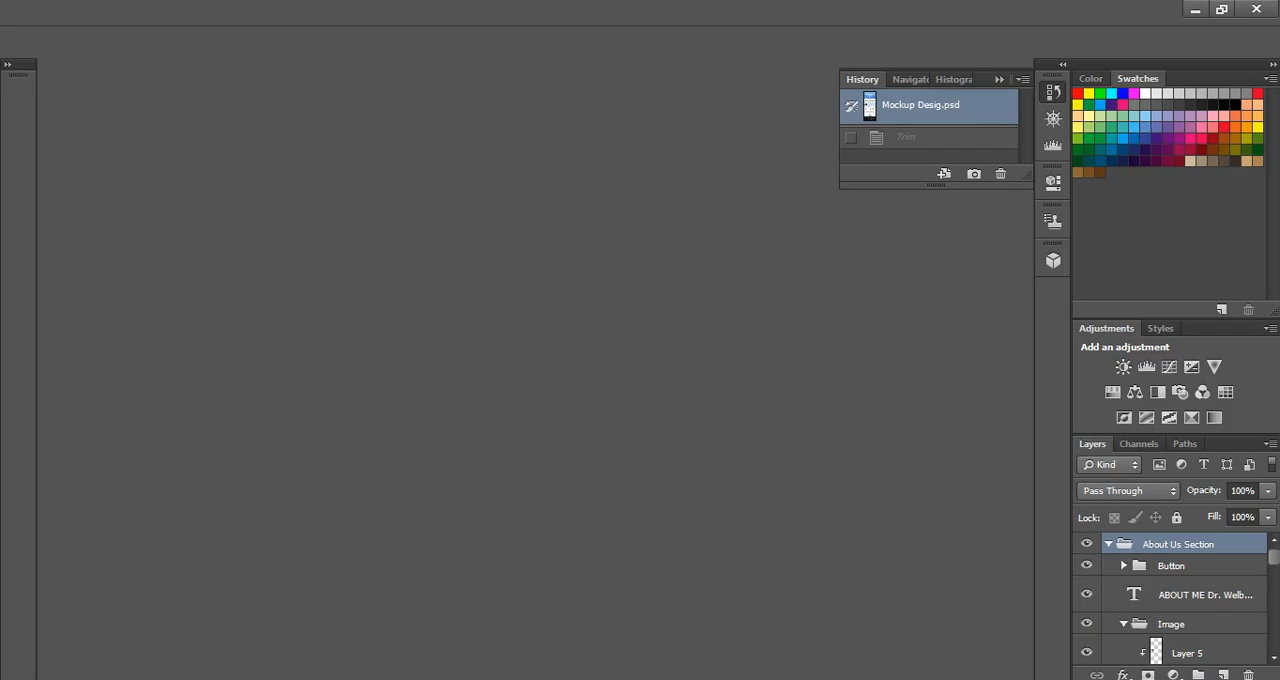 History Navigat Histogra
Mockup Desig.psd
Trim
Color Swatches
Adjustments Styles
Add an adjustment
Layers Channels Paths
Kind
Pass Through Opacity: 100%
Lock: Fill: 100%
About Us Section
Button
T ABOUT ME Dr. Welb...
Image
Layer 5